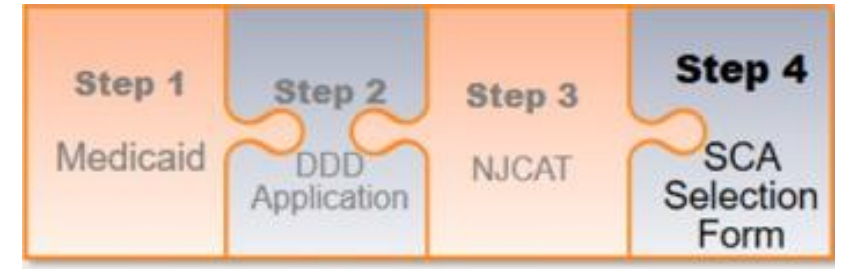 Step 1
Medicaid
Step 2
DDD
Application
Step 3
NJCAT
Step 4
SCA
Selection
Form